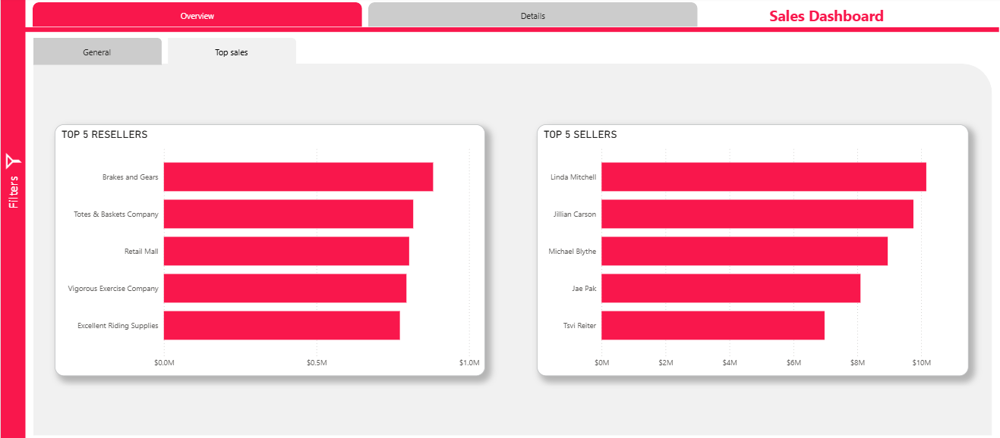 Overview
Details
Sales Dashboard
General
Top sales
Filters
TOP 5 RESELLERS
Brakes and Gears
Totes & Baskets Company
Retail Mall
Vigorous Exercise Company
Excellent Riding Supplies
$0.0M
$0.5M
$1.0M
TOP 5 SELLERS
Linda Mitchell
Jillian Carson
Michael Blythe
Jae Pak
Tsvi Reiter
$0M
$2M
$4M
$6M
$8M
$10M